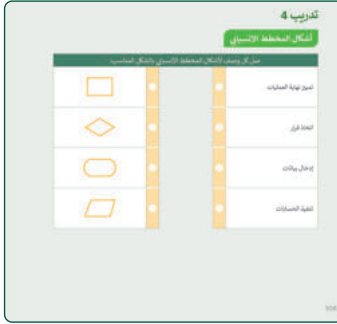 تدريب 4
أشكال المخطط الانسيابي
صل كل وصف لأشكال المخطط الانسيابي بالشكل المناسب:
تمييز نهاية العمليات
اتخاذ قرار
إدخال بيانات
تنفيذ الحسابات